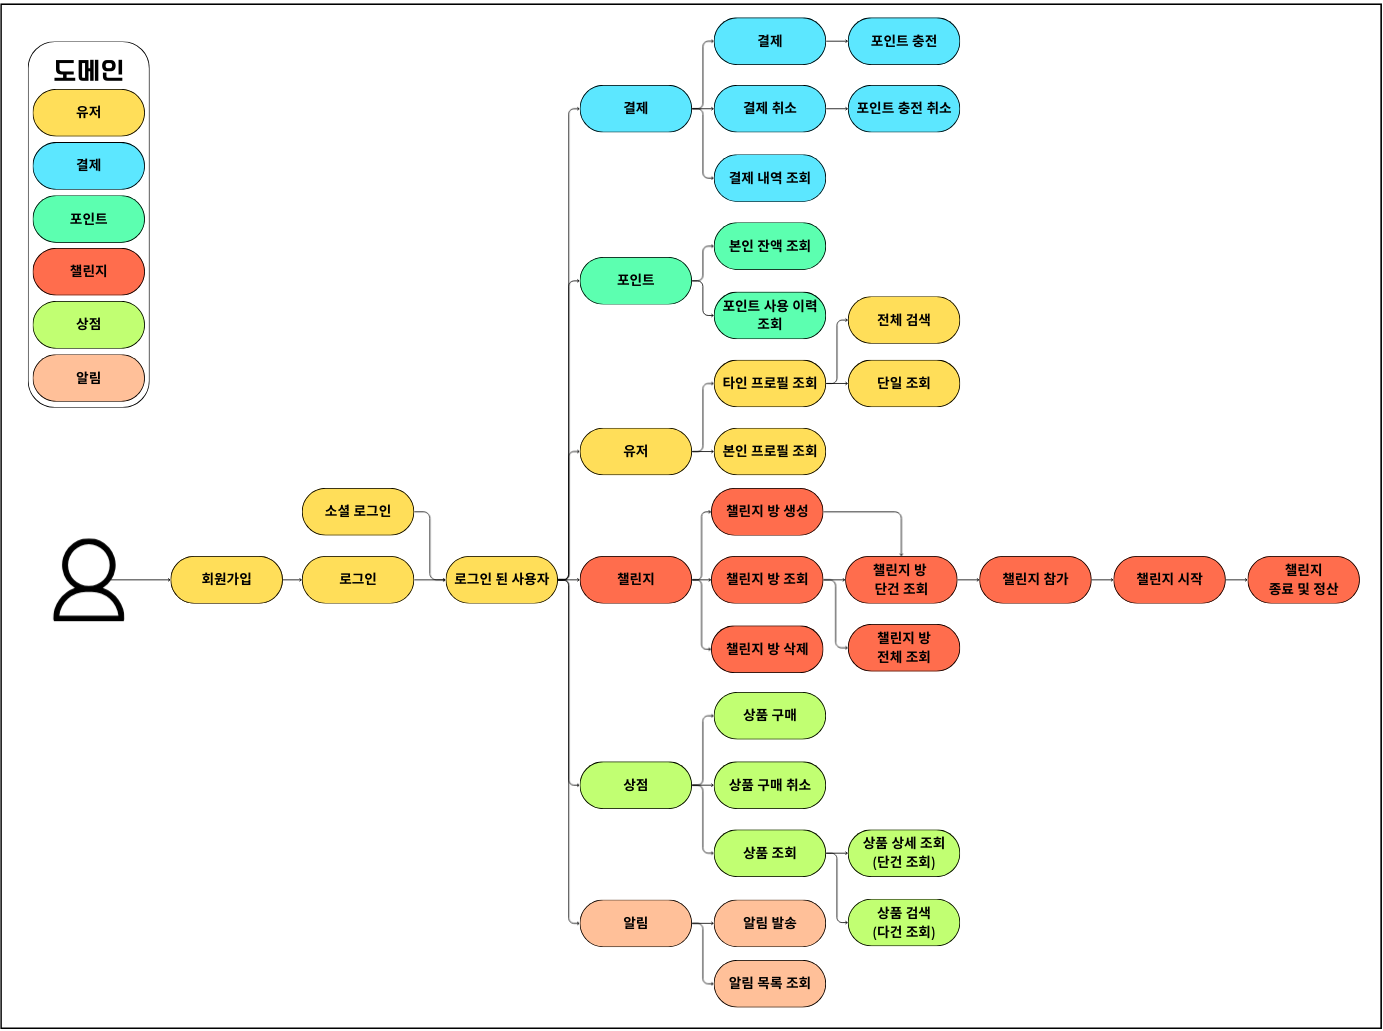 도메인
유저
결제
포인트
챌린지
상점
알림
회원가입
소셜 로그인
로그인
로그인 된 사용자
결제
결제
포인트 충전
결제 취소
포인트 충전 취소
결제 내역 조회
포인트
본인 잔액 조회
포인트 사용 이력
조회
유저
타인 프로필 조회
전체 검색
단일 조회
본인 프로필 조회
챌린지
챌린지 방 생성
챌린지 방 조회
챌린지 방
단건 조회
챌린지 참가
챌린지 시작
챌린지
종료 및 정산
챌린지 방
전체 조회
챌린지 방 삭제
상점
상품 구매
상품 구매 취소
상품 조회
상품 상세 조회
(단건 조회)
상품 검색
(다건 조회)
알림
알림 발송
알림 목록 조회